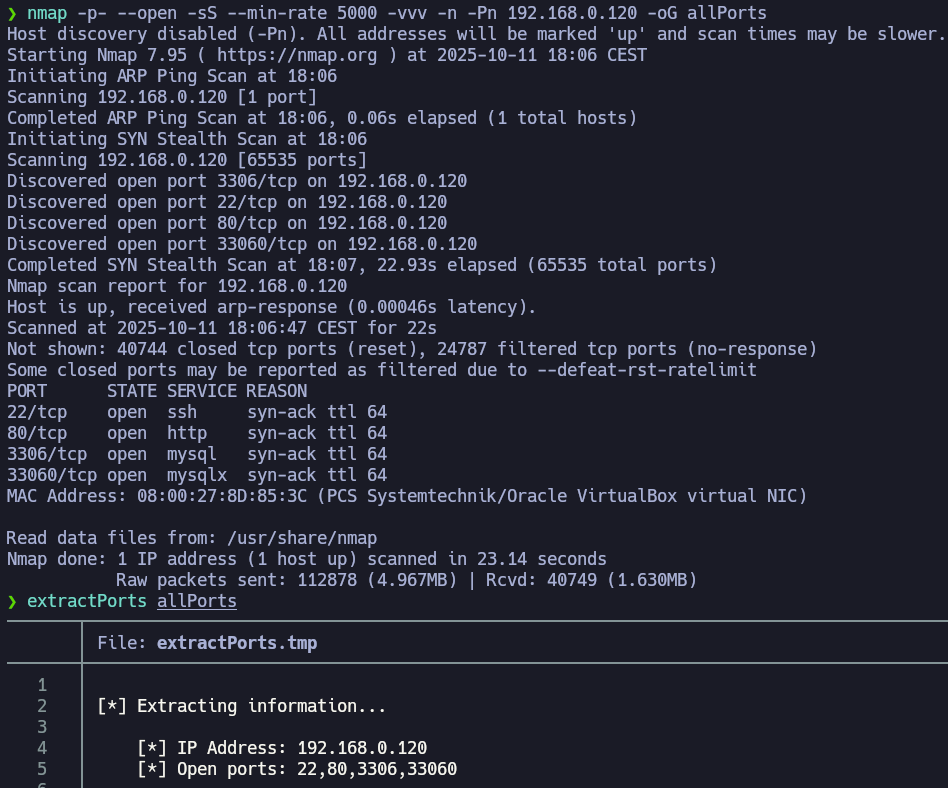 ❯ nmap -p- --open -sS --min-rate 5000 -vvv -n -Pn 192.168.0.120 -oG allPorts
Host discovery disabled (-Pn). All addresses will be marked 'up' and scan times may be slower.
Starting Nmap 7.95 ( https://nmap.org ) at 2025-10-11 18:06 CEST
Initiating ARP Ping Scan at 18:06
Scanning 192.168.0.120 [1 port]
Completed ARP Ping Scan at 18:06, 0.06s elapsed (1 total hosts)
Initiating SYN Stealth Scan at 18:06
Scanning 192.168.0.120 [65535 ports]
Discovered open port 3306/tcp on 192.168.0.120
Discovered open port 22/tcp on 192.168.0.120
Discovered open port 80/tcp on 192.168.0.120
Discovered open port 33060/tcp on 192.168.0.120
Completed SYN Stealth Scan at 18:07, 22.93s elapsed (65535 total ports)
Nmap scan report for 192.168.0.120
Host is up, received arp-response (0.00046s latency).
Scanned at 2025-10-11 18:06:47 CEST for 22s
Not shown: 40744 closed tcp ports (reset), 24787 filtered tcp ports (no-response)
Some closed ports may be reported as filtered due to --defeat-rst-ratelimit
PORT      STATE SERVICE REASON
22/tcp    open  ssh     syn-ack ttl 64
80/tcp    open  http    syn-ack ttl 64
3306/tcp  open  mysql   syn-ack ttl 64
33060/tcp open  mysqlx  syn-ack ttl 64
MAC Address: 08:00:27:8D:85:3C (PCS Systemtechnik/Oracle VirtualBox virtual NIC)
Read data files from: /usr/share/nmap
Nmap done: 1 IP address (1 host up) scanned in 23.14 seconds
Raw packets sent: 112878 (4.967MB) | Rcvd: 40749 (1.630MB)
❯ extractPorts allPorts
File: extractPorts.tmp
1
2 [*] Extracting information...
3
4 [*] IP Address: 192.168.0.120
5 [*] Open ports: 22,80,3306,33060